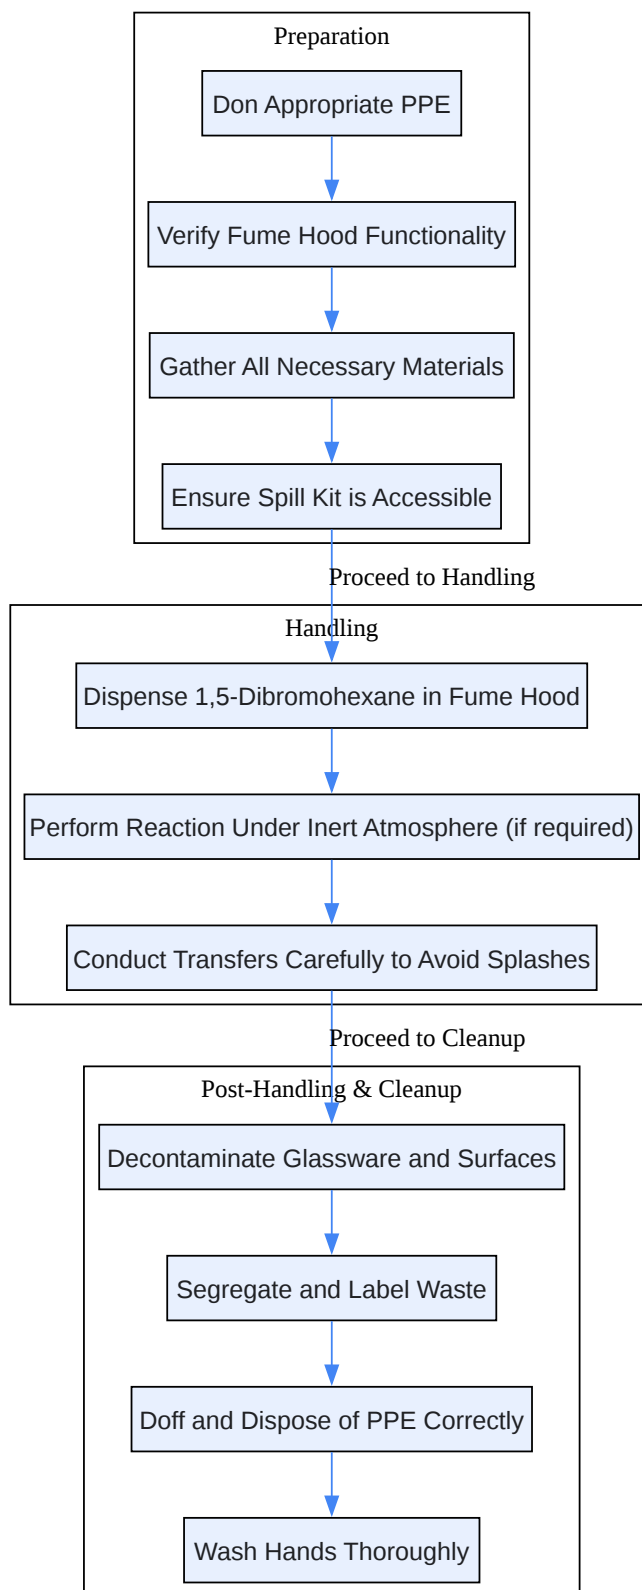 Preparation
Don Appropriate PPE
Verify Fume Hood Functionality
Gather All Necessary Materials
Ensure Spill Kit is Accessible
Proceed to Handling
Handling
Dispense 1,5-Dibromohexane in Fume Hood
Perform Reaction Under Inert Atmosphere (if required)
Conduct Transfers Carefully to Avoid Splashes
Proceed to Cleanup
Post-Handling & Cleanup
Decontaminate Glassware and Surfaces
Segregate and Label Waste
Doff and Dispose of PPE Correctly
Wash Hands Thoroughly